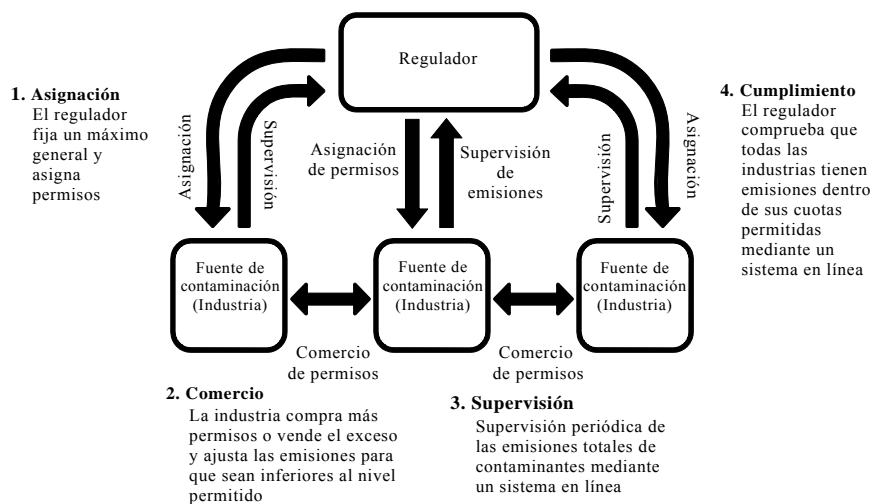 Regulador
1. Asignación
El regulador
fija un máximo
general y
asigna
permisos
Asignación
Supervisión
Asignación
de permisos
Supervisión
de
emisiones
Supervisión
Asignación
4. Cumplimiento
El regulador
comprueba que
todas las
industrias tienen
emisiones dentro
de sus cuotas
permitidas
mediante un
sistema en línea
Fuente de
contaminación
(Industria)
Fuente de
contaminación
(Industria)
Fuente de
contaminación
(Industria)
Comercio
de permisos
Comercio
de permisos
2. Comercio
La industria compra más
permisos o vende el exceso
y ajusta las emisiones para
que sean inferiores al nivel
permitido
3. Supervisión
Supervisión periódica de
las emisiones totales de
contaminantes mediante
un sistema en línea